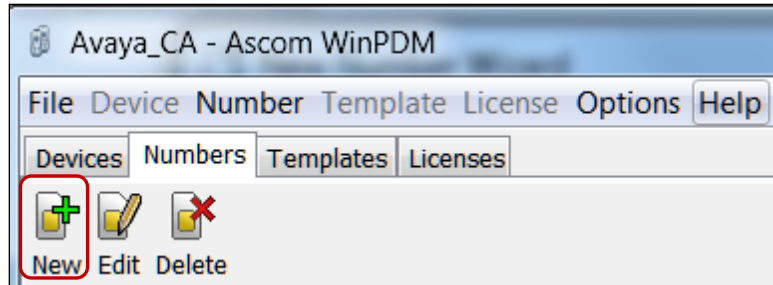 Avaya_CA - Ascom WinPDM
File Device Number Template License Options Help
Devices Numbers Templates Licenses
New Edit Delete